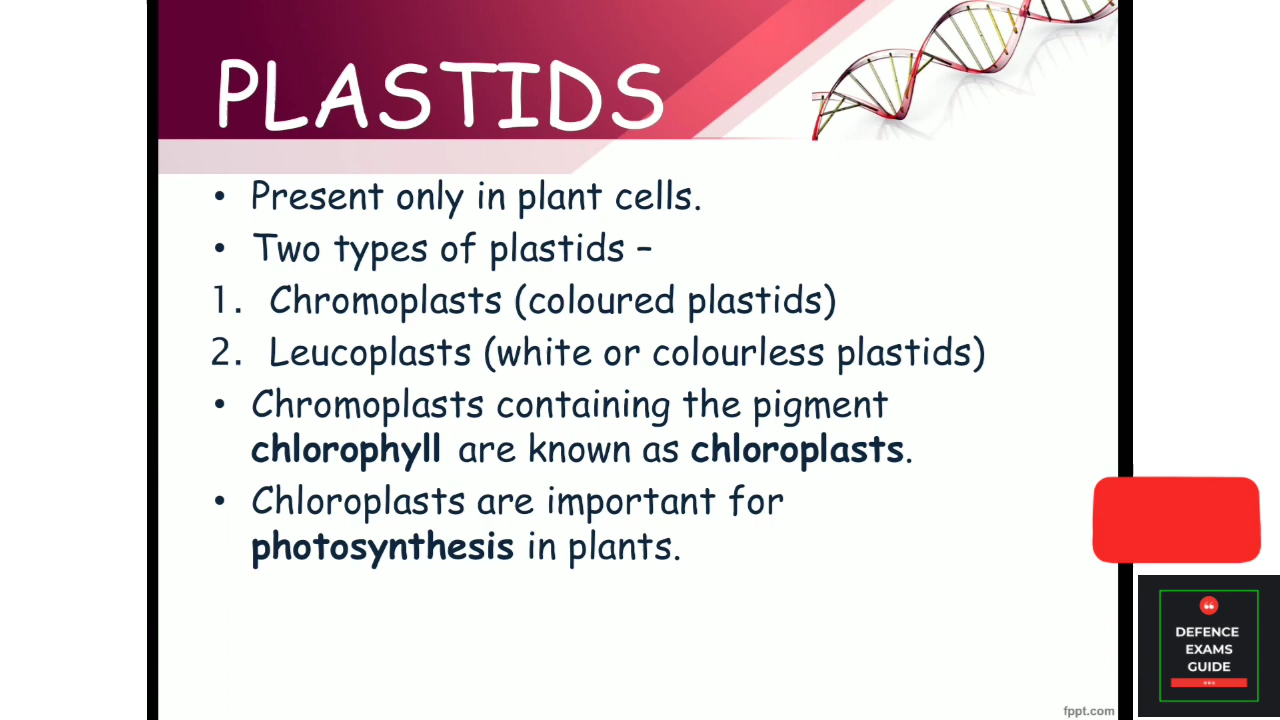 PLASTIDS
• Present only in plant cells.
• Two types of plastids –
1. Chromoplasts (coloured plastids)
2. Leucoplasts (white or colourless plastids)
• Chromoplasts containing the pigment
chlorophyll are known as chloroplasts.
• Chloroplasts are important for
photosynthesis in plants.
DEFENCE
EXAMS
GUIDE
fppt.com